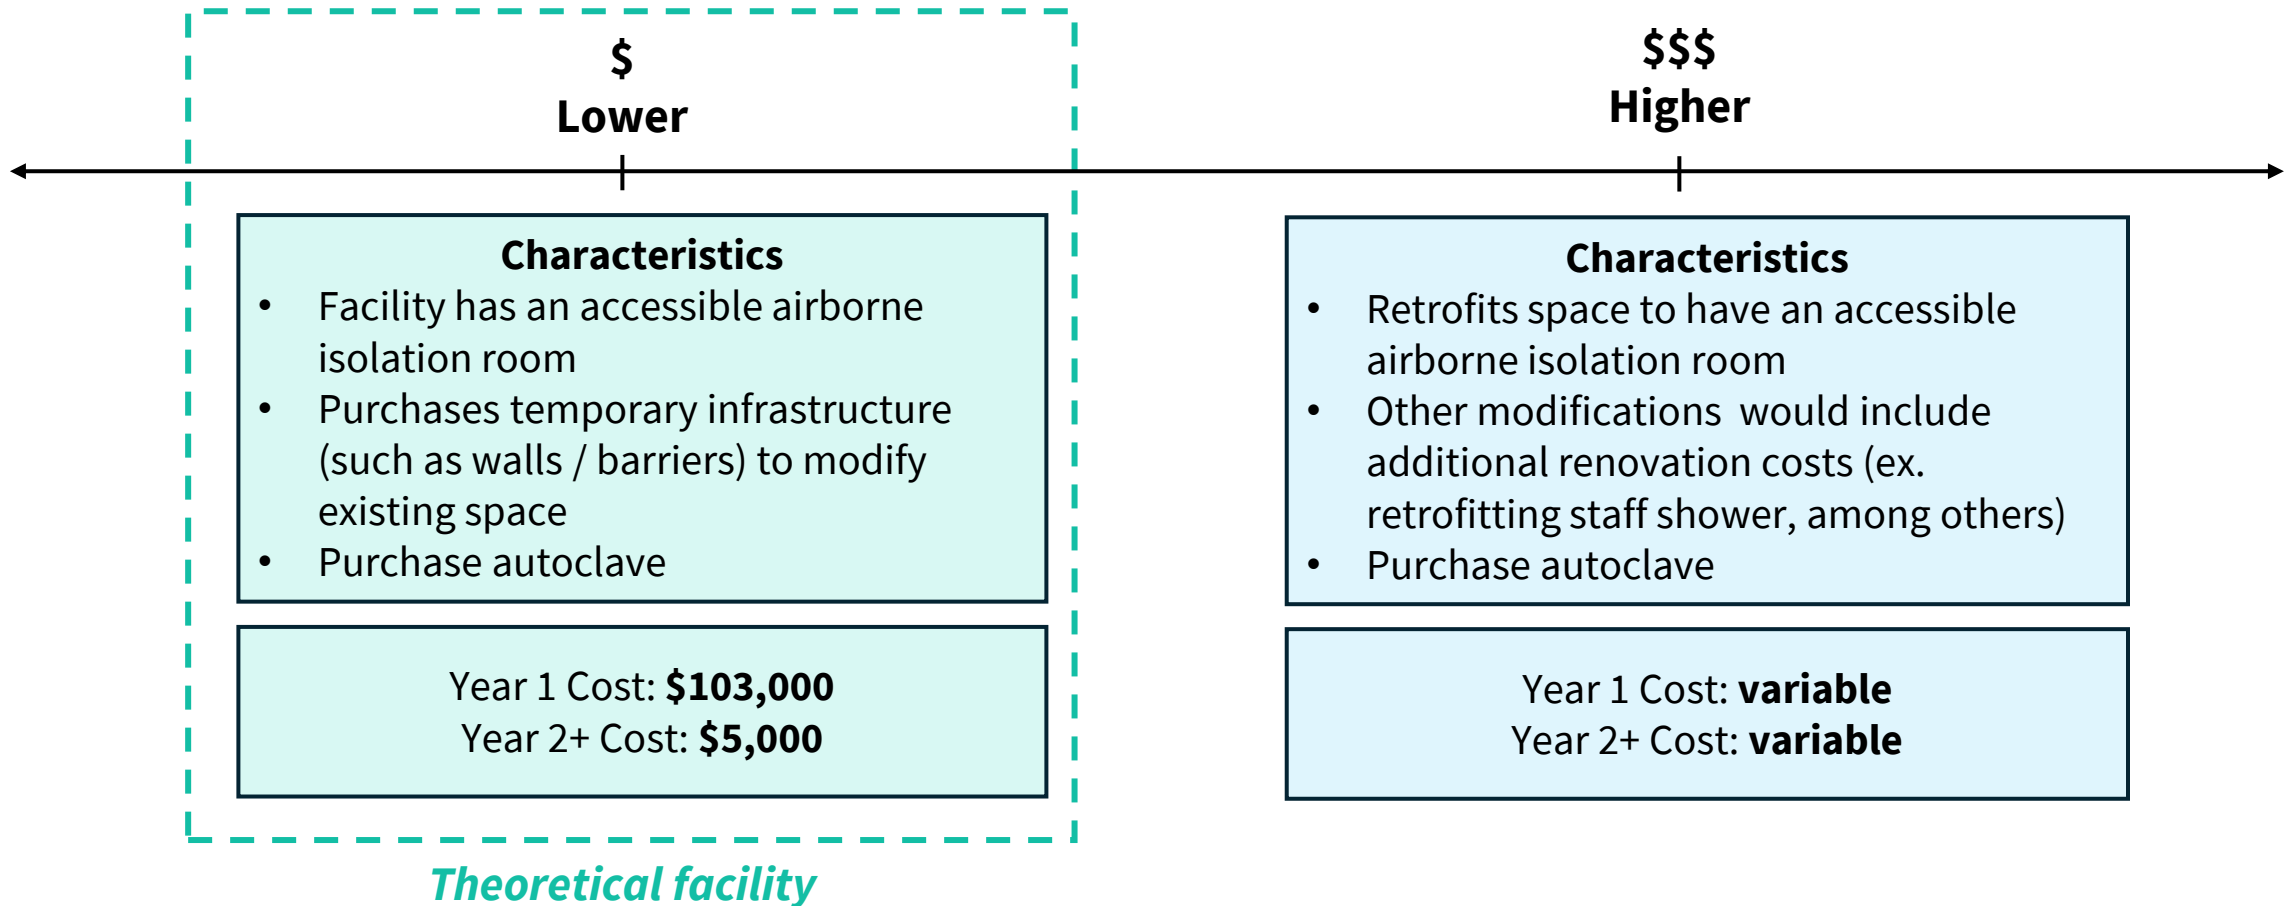 $
Lower
$$$
Higher
Characteristics
• Facility has an accessible airborne
isolation room
• Purchases temporary infrastructure
(such as walls / barriers) to modify
existing space
• Purchase autoclave
Year 1 Cost: $103,000
Year 2+ Cost: $5,000
Theoretical facility
Characteristics
• Retrofits space to have an accessible
airborne isolation room
• Other modifications  would include
additional renovation costs (ex.
retrofitting staff shower, among others)
• Purchase autoclave
Year 1 Cost: variable
Year 2+ Cost: variable